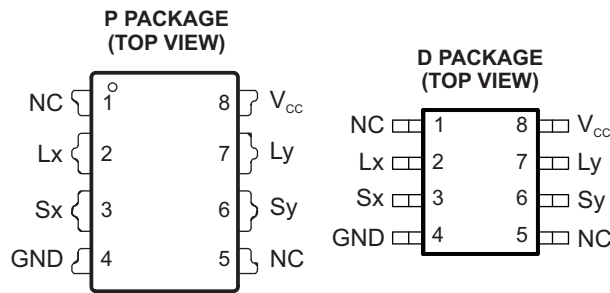 P PACKAGE
(TOP VIEW)
NC 1 8 VCC
Lx 2 7 Ly
Sx 3 6 Sy
GND 4 5 NC
D PACKAGE
(TOP VIEW)
NC 1 8 VCC
Lx 2 7 Ly
Sx 3 6 Sy
GND 4 5 NC